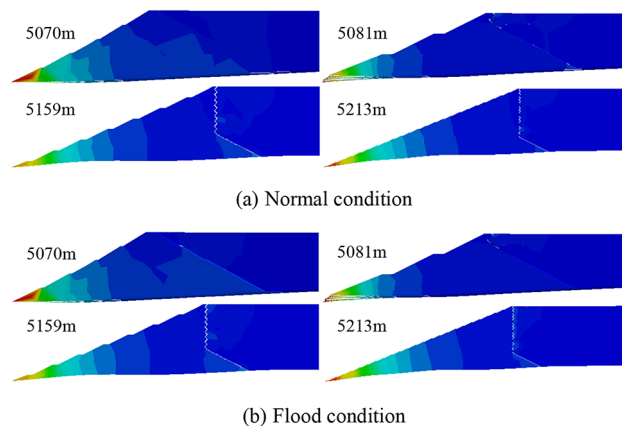 5070m
5081m
5159m
5213m
(a) Normal condition
5070m
5081m
5159m
5213m
(b) Flood condition